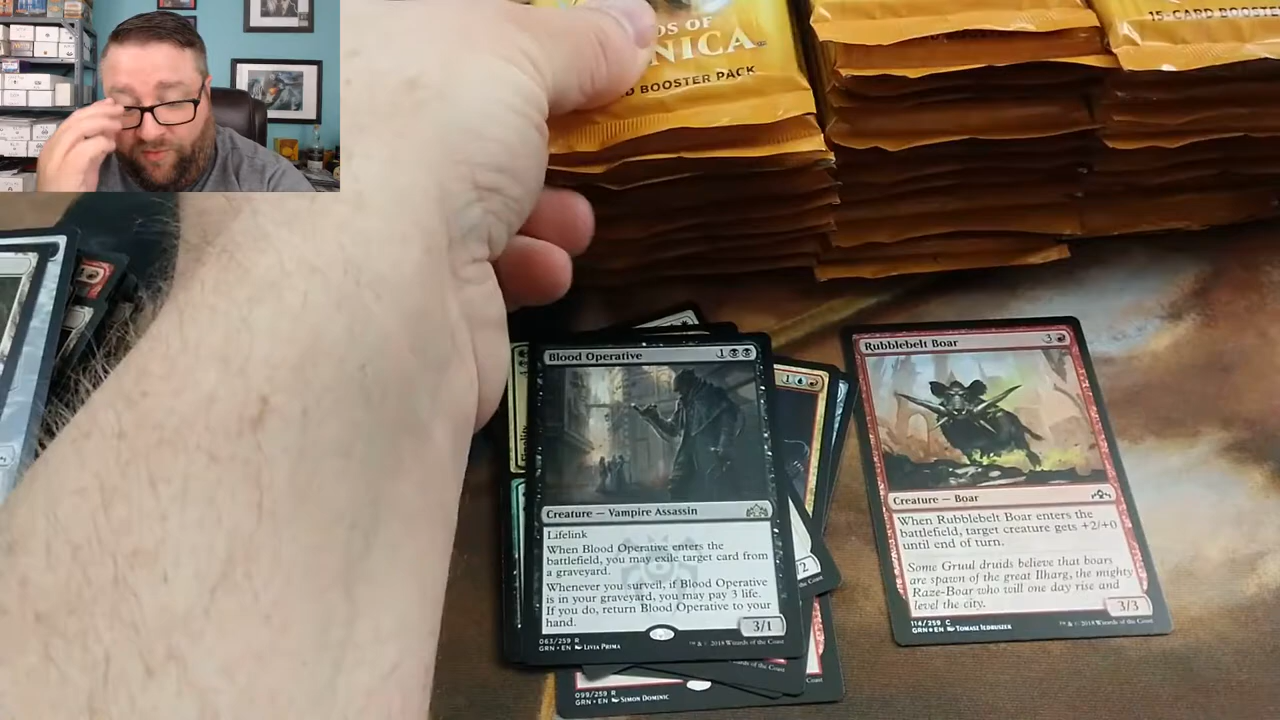 DS OF
NICA
D BOOSTER PACK
15-CARD BOOSTER
Blood Operative 1
Creature — Vampire Assassin
Lifelink
When Blood Operative enters the
battlefield, you may exile target card from
a graveyard.
Whenever you surveil, if Blood Operative
is in your graveyard, you may pay 3 life.
If you do, return Blood Operative to your
hand.
3/1
063/259 R
GRN • EN LIVIA PRIMA
™ & © 2018 Wizards of the Coast
1
/2
099/259 R
GRN • EN SIMON DOMINIC
Rubblebelt Boar 3
Creature — Boar
When Rubblebelt Boar enters the
battlefield, target creature gets +2/+0
until end of turn.
Some Gruul druids believe that boars
are spawn of the great Ilharg, the mighty
Raze-Boar who will one day rise and
level the city.
3/3
114/259 C
GRN • EN TOMASZ JEDRUSZEK
™ & © 2018 Wizards of the Coast